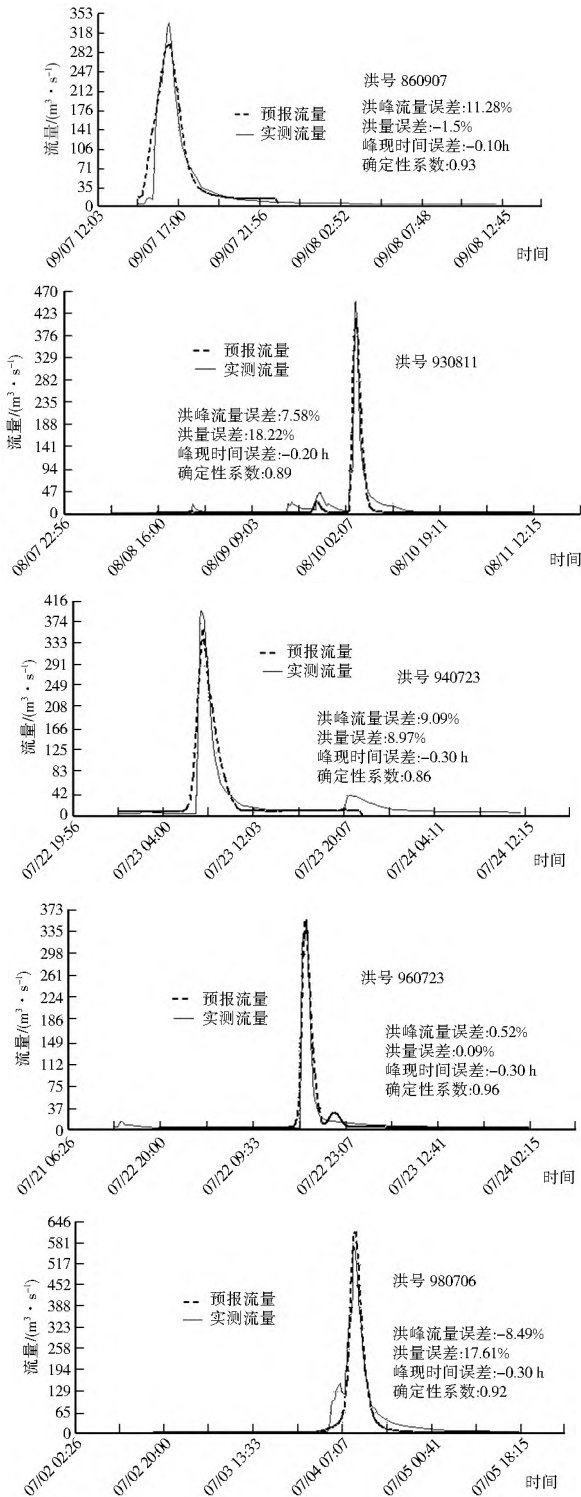 353
318
282
247
212
176
141
106
71
35
0
流量/(m³·s⁻¹)
预报流量
实测流量
洪号 860907
洪峰流量误差:11.28%
洪量误差:-1.5%
峰现时间误差:-0.10h
确定性系数:0.93
09/07 12:03
09/07 17:00
09/07 21:56
09/08 02:52
09/08 07:48
09/08 12:45
时间
470
423
376
329
282
235
188
141
94
47
0
流量/(m³·s⁻¹)
预报流量
实测流量
洪号 930811
洪峰流量误差:7.58%
洪量误差:18.22%
峰现时间误差:-0.20 h
确定性系数:0.89
08/07 22:56
08/08 16:00
08/09 09:03
08/10 02:07
08/10 19:11
08/11 12:15
时间
416
374
333
291
249
208
166
125
83
42
0
流量/(m³·s⁻¹)
预报流量
实测流量
洪号 940723
洪峰流量误差:9.09%
洪量误差:8.97%
峰现时间误差:-0.30 h
确定性系数:0.86
07/22 19:56
07/23 04:00
07/23 12:03
07/23 20:07
07/24 04:11
07/24 12:15
时间
373
335
298
261
224
186
149
112
75
37
0
流量/(m³·s⁻¹)
预报流量
实测流量
洪号 960723
洪峰流量误差:0.52%
洪量误差:0.09%
峰现时间误差:-0.30 h
确定性系数:0.96
07/21 06:26
07/22 20:00
07/22 09:33
07/22 23:07
07/23 12:41
07/24 02:15
时间
646
581
517
452
388
323
258
194
129
65
0
流量/(m³·s⁻¹)
预报流量
实测流量
洪号 980706
洪峰流量误差:-8.49%
洪量误差:17.61%
峰现时间误差:-0.30 h
确定性系数:0.92
07/02 02:26
07/02 20:00
07/03 13:33
07/04 07:07
07/05 00:41
07/05 18:15
时间